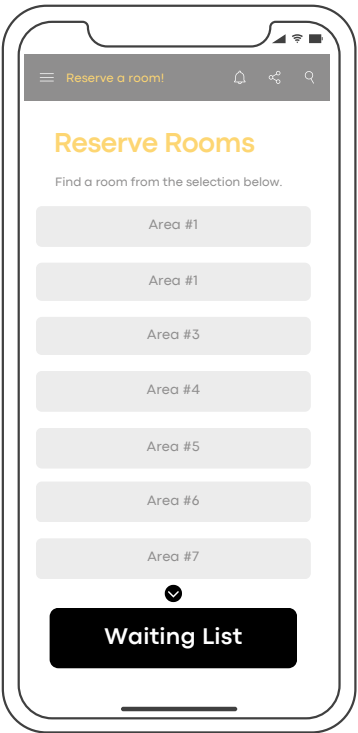 Reserve a room!
Reserve Rooms
Find a room from the selection below.
Area #1
Area #1
Area #3
Area #4
Area #5
Area #6
Area #7
Waiting List